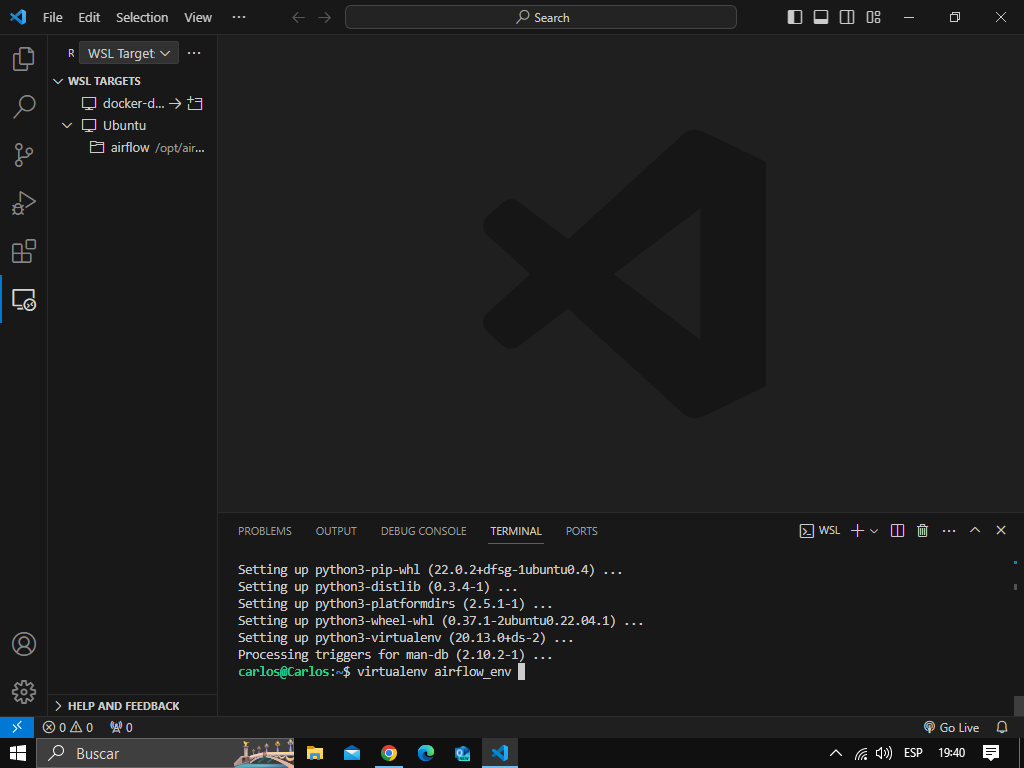 File Edit Selection View ···
Search
R WSL Target: ···
WSL TARGETS
docker-d...
Ubuntu
airflow /opt/air...
PROBLEMS OUTPUT DEBUG CONSOLE TERMINAL PORTS
WSL ···
Setting up python3-pip-whl (22.0.2+dfsg-1ubuntu0.4) ...
Setting up python3-distlib (0.3.4-1) ...
Setting up python3-platformdirs (2.5.1-1) ...
Setting up python3-wheel-whl (0.37.1-2ubuntu0.22.04.1) ...
Setting up python3-virtualenv (20.13.0+ds-2) ...
Processing triggers for man-db (2.10.2-1) ...
carlos@Carlos:~$ virtualenv airflow_env
HELP AND FEEDBACK
0 0 0
Go Live
Buscar
ESP 19:40